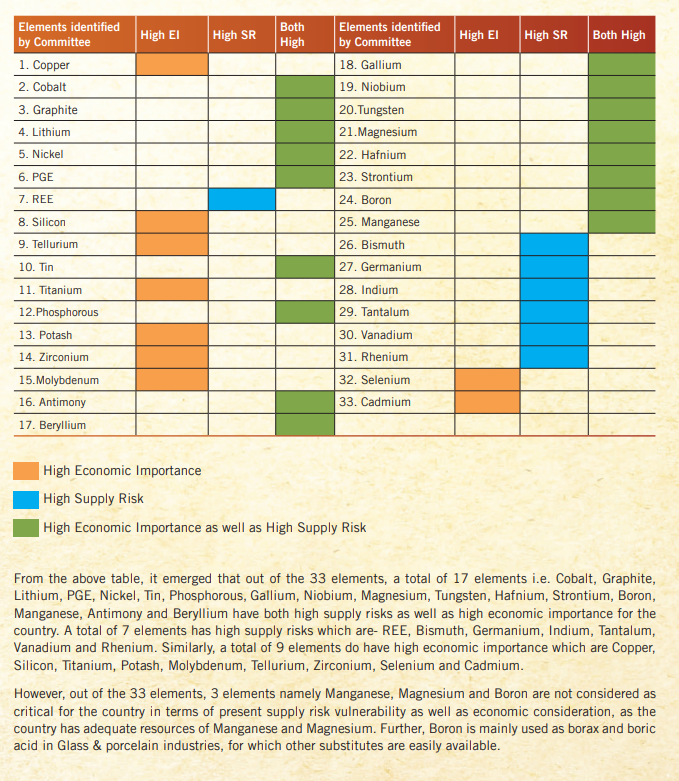 Elements identified by Committee | High EI | High SR | Both High | Elements identified by Committee | High EI | High SR | Both High
1. Copper | 18. Gallium
2. Cobalt | 19. Niobium
3. Graphite | 20.Tungsten
4. Lithium | 21.Magnesium
5. Nickel | 22. Hafnium
6. PGE | 23. Strontium
7. REE | 24. Boron
8. Silicon | 25. Manganese
9. Tellurium | 26. Bismuth
10. Tin | 27. Germanium
11. Titanium | 28. Indium
12.Phosphorous | 29. Tantalum
13. Potash | 30. Vanadium
14. Zirconium | 31. Rhenium
15.Molybdenum | 32. Selenium
16. Antimony | 33. Cadmium
17. Beryllium
High Economic Importance
High Supply Risk
High Economic Importance as well as High Supply Risk
From the above table, it emerged that out of the 33 elements, a total of 17 elements i.e. Cobalt, Graphite,
Lithium, PGE, Nickel, Tin, Phosphorous, Gallium, Niobium, Magnesium, Tungsten, Hafnium, Strontium, Boron,
Manganese, Antimony and Beryllium have both high supply risks as well as high economic importance for the
country. A total of 7 elements has high supply risks which are- REE, Bismuth, Germanium, Indium, Tantalum,
Vanadium and Rhenium. Similarly, a total of 9 elements do have high economic importance which are Copper,
Silicon, Titanium, Potash, Molybdenum, Tellurium, Zirconium, Selenium and Cadmium.
However, out of the 33 elements, 3 elements namely Manganese, Magnesium and Boron are not considered as
critical for the country in terms of present supply risk vulnerability as well as economic consideration, as the
country has adequate resources of Manganese and Magnesium. Further, Boron is mainly used as borax and boric
acid in Glass & porcelain industries, for which other substitutes are easily available.